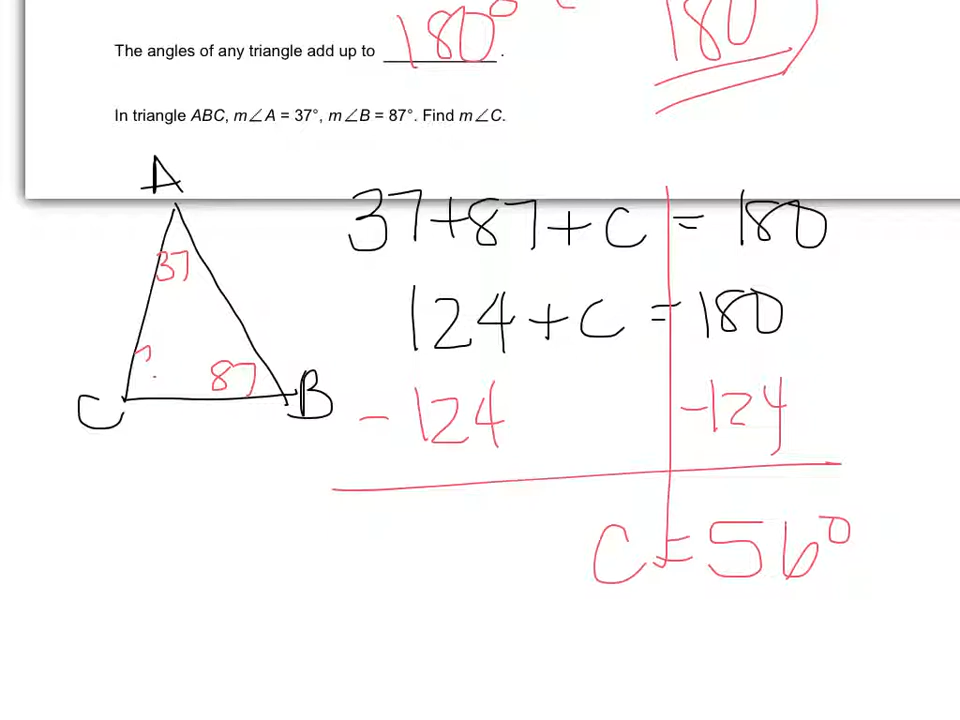 180
The angles of any triangle add up to 180° .
In triangle ABC, m∠A = 37°, m∠B = 87°. Find m∠C.
A
37
87
C
B
37+87+C = 180
124+C = 180
- 124 -124
C = 56°